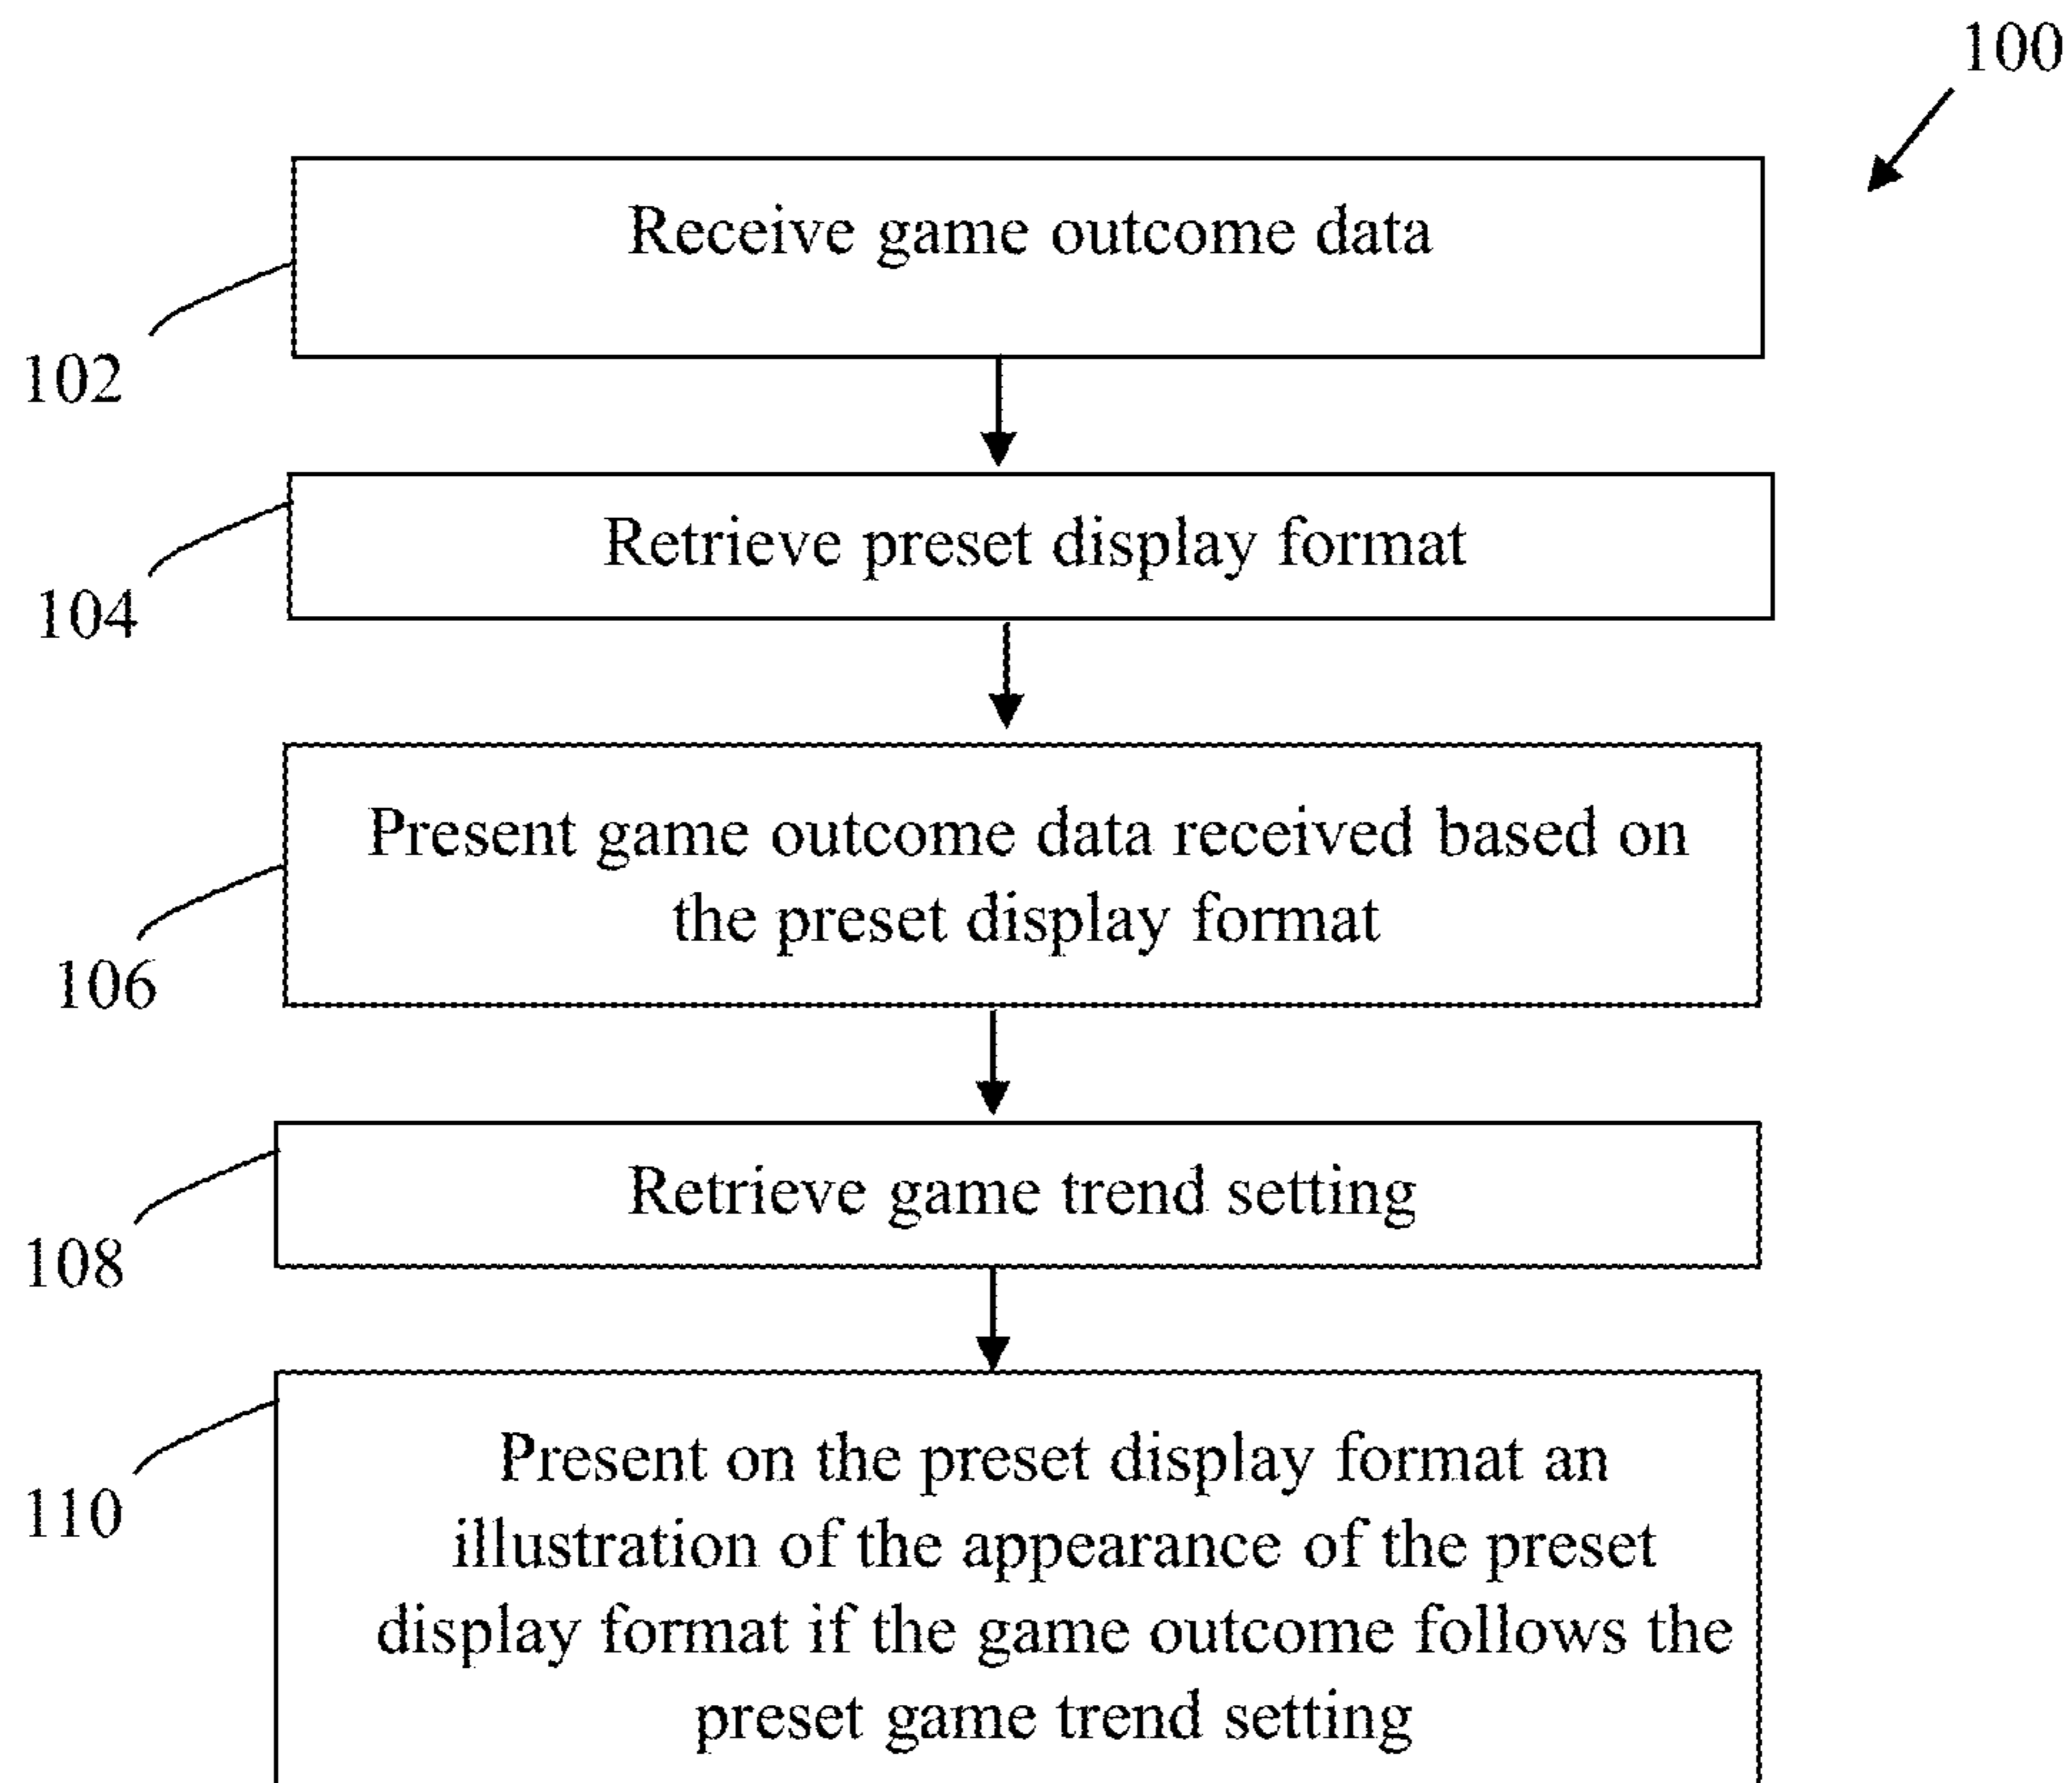 100
Receive game outcome data
102
Retrieve preset display format
104
Present game outcome data received based on
the preset display format
106
Retrieve game trend setting
108
Present on the preset display format an
illustration of the appearance of the preset
display format if the game outcome follows the
preset game trend setting
110